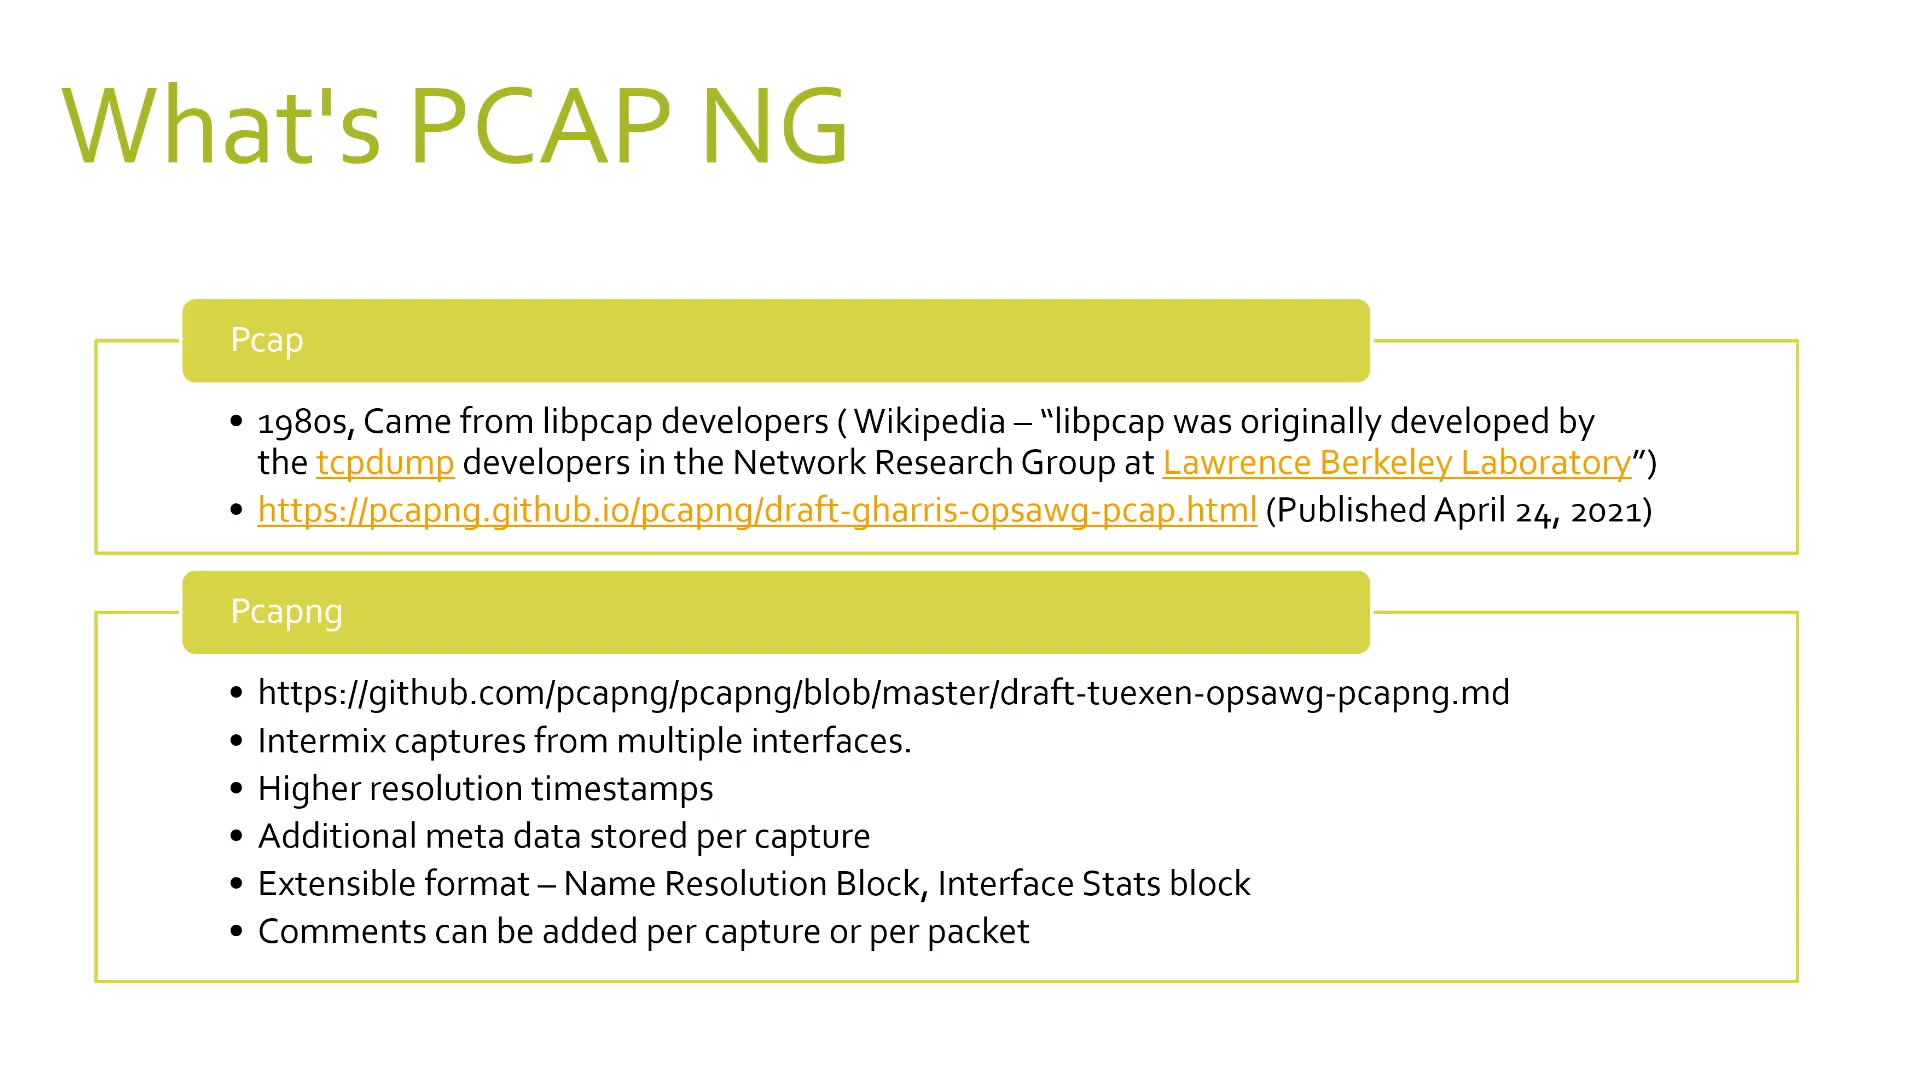 What's PCAP NG
Pcap
• 1980s, Came from libpcap developers ( Wikipedia – “libpcap was originally developed by
the tcpdump developers in the Network Research Group at Lawrence Berkeley Laboratory”)
• https://pcapng.github.io/pcapng/draft-gharris-opsawg-pcap.html (Published April 24, 2021)
Pcapng
• https://github.com/pcapng/pcapng/blob/master/draft-tuexen-opsawg-pcapng.md
• Intermix captures from multiple interfaces.
• Higher resolution timestamps
• Additional meta data stored per capture
• Extensible format – Name Resolution Block, Interface Stats block
• Comments can be added per capture or per packet